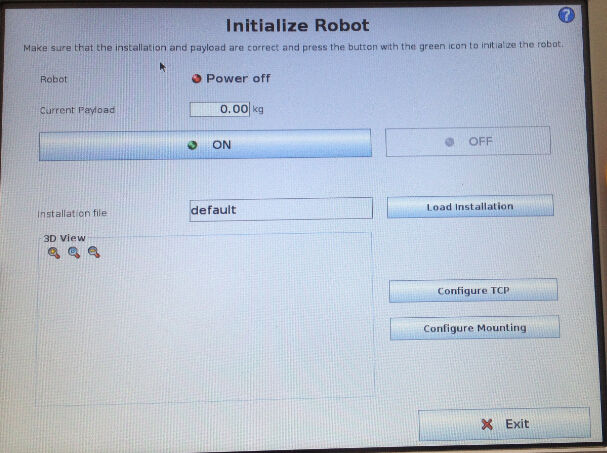 Initialize Robot
?
Make sure that the installation and payload are correct and press the button with the green icon to initialize the robot.
Robot
Power off
Current Payload
0.00 kg
ON
OFF
Installation file
default
Load Installation
3D View
Configure TCP
Configure Mounting
Exit